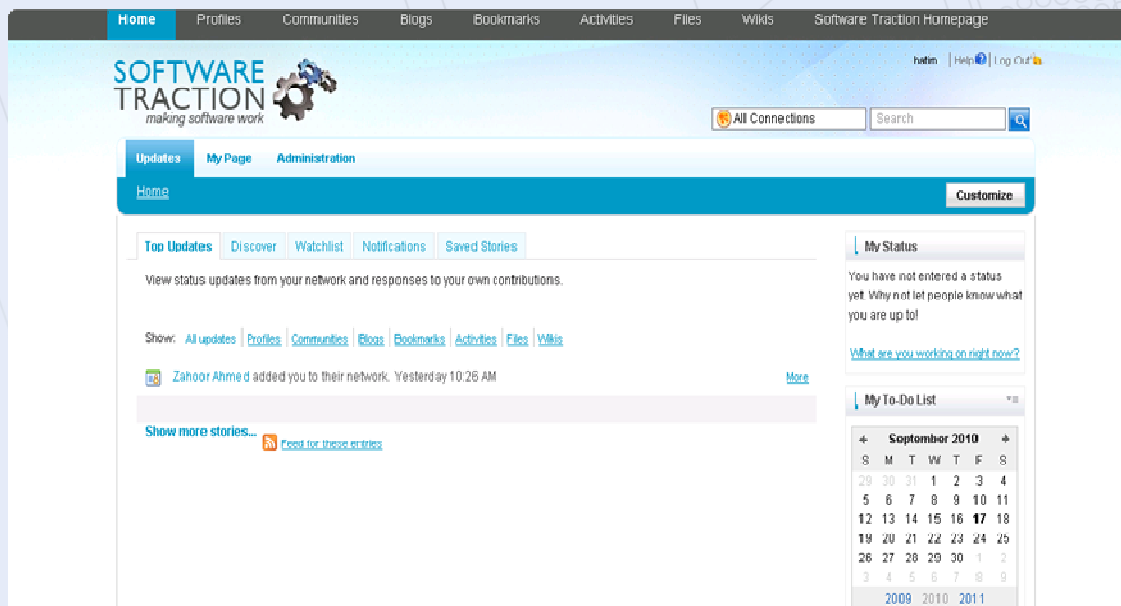 Home Profiles Communities Blogs Bookmarks Activities Files Wikis Software Traction Homepage
hatim Help Log Out
SOFTWARE
TRACTION
making software work
All Connections Search
Updates My Page Administration
Home Customize
Top Updates Discover Watchlist Notifications Saved Stories
View status updates from your network and responses to your own contributions.
Show: All updates Profiles Communities Blogs Bookmarks Activities Files Wikis
Zahoor Ahmed added you to their network. Yesterday 10:26 AM More
Show more stories...
Feed for these entries
My Status
You have not entered a status
yet. Why not let people know what
you are up to!
What are you working on right now?
My To-Do List
September 2010
S M T W T F S
29 30 31 1 2 3 4
5 6 7 8 9 10 11
12 13 14 15 16 17 18
19 20 21 22 23 24 25
26 27 28 29 30 1 2
3 4 5 6 7 8 9
2009 2010 2011